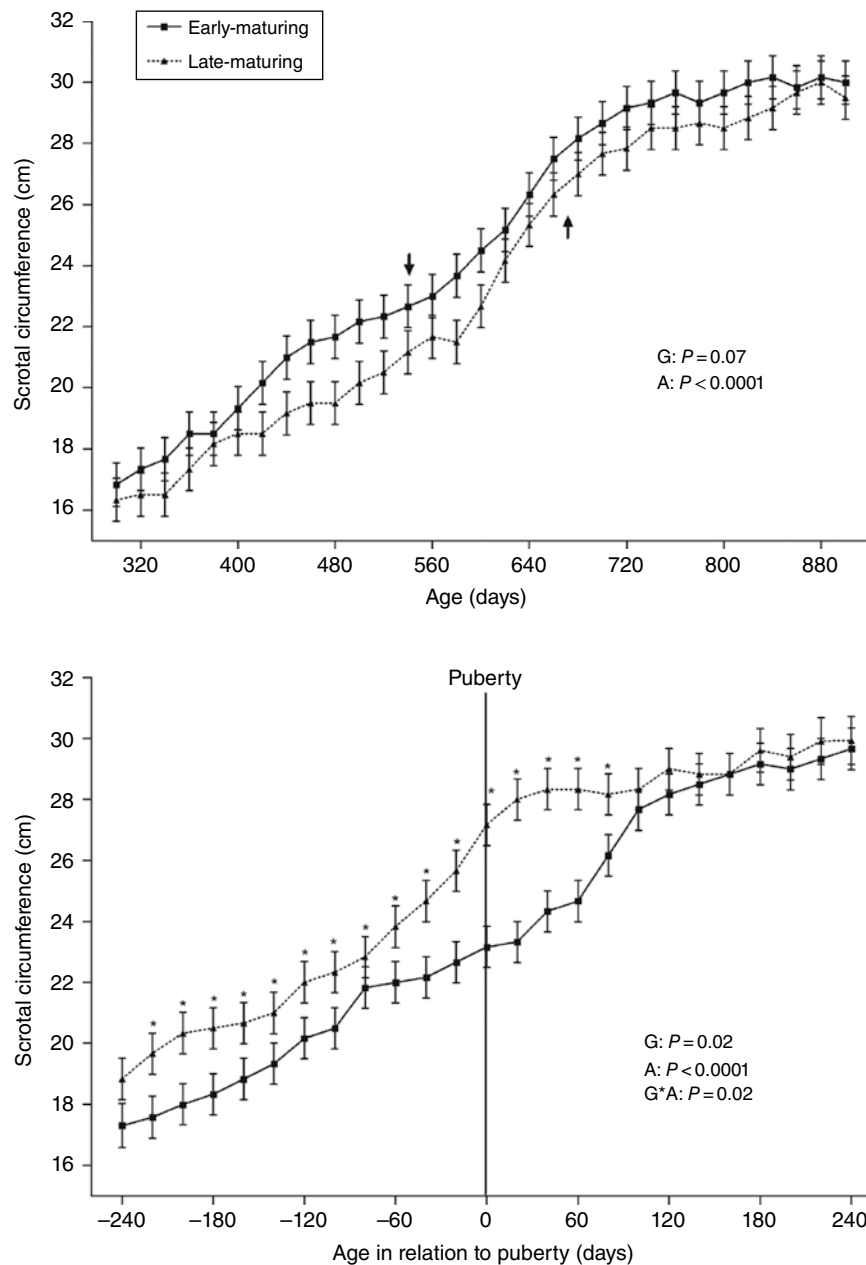 Early-maturing
Late-maturing
32
30
28
26
24
22
20
18
16
Scrotal circumference (cm)
G: P = 0.07
A: P < 0.0001
320 400 480 560 640 720 800 880
Age (days)
Puberty
32
30
28
26
24
22
20
18
16
Scrotal circumference (cm)
* * * * * * * * * * * * * * * *
G: P = 0.02
A: P < 0.0001
G*A: P = 0.02
–240 –180 –120 –60 0 60 120 180 240
Age in relation to puberty (days)